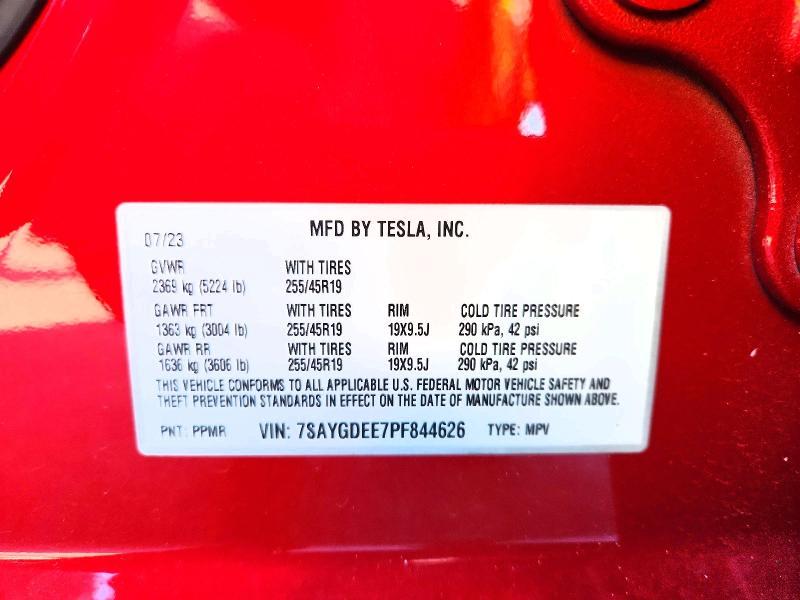 MFD BY TESLA, INC.
07/23
GVWR WITH TIRES
2369 kg (5224 lb) 255/45R19
GAWR FRT WITH TIRES RIM COLD TIRE PRESSURE
1363 kg (3004 lb) 255/45R19 19X9.5J 290 kPa, 42 psi
GAWR RR WITH TIRES RIM COLD TIRE PRESSURE
1636 kg (3606 lb) 255/45R19 19X9.5J 290 kPa, 42 psi
THIS VEHICLE CONFORMS TO ALL APPLICABLE U.S. FEDERAL MOTOR VEHICLE SAFETY AND
THEFT PREVENTION STANDARDS IN EFFECT ON THE DATE OF MANUFACTURE SHOWN ABOVE.
PNT: PPMR VIN: 7SAYGDEE7PF844626 TYPE: MPV